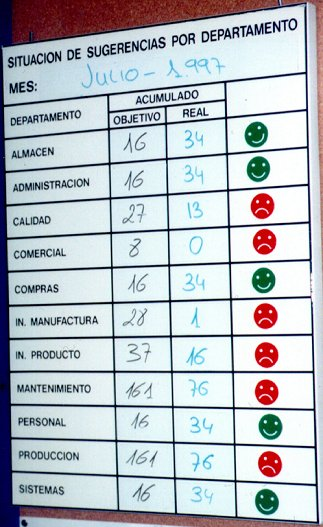 SITUACION DE SUGERENCIAS POR DEPARTAMENTO
MES: Julio - 1.997
DEPARTAMENTO ACUMULADO
OBJETIVO REAL
ALMACEN 16 34
ADMINISTRACION 16 34
CALIDAD 27 13
COMERCIAL 8 0
COMPRAS 16 34
IN. MANUFACTURA 28 1
IN. PRODUCTO 37 16
MANTENIMIENTO 161 76
PERSONAL 16 34
PRODUCCION 161 76
SISTEMAS 16 34